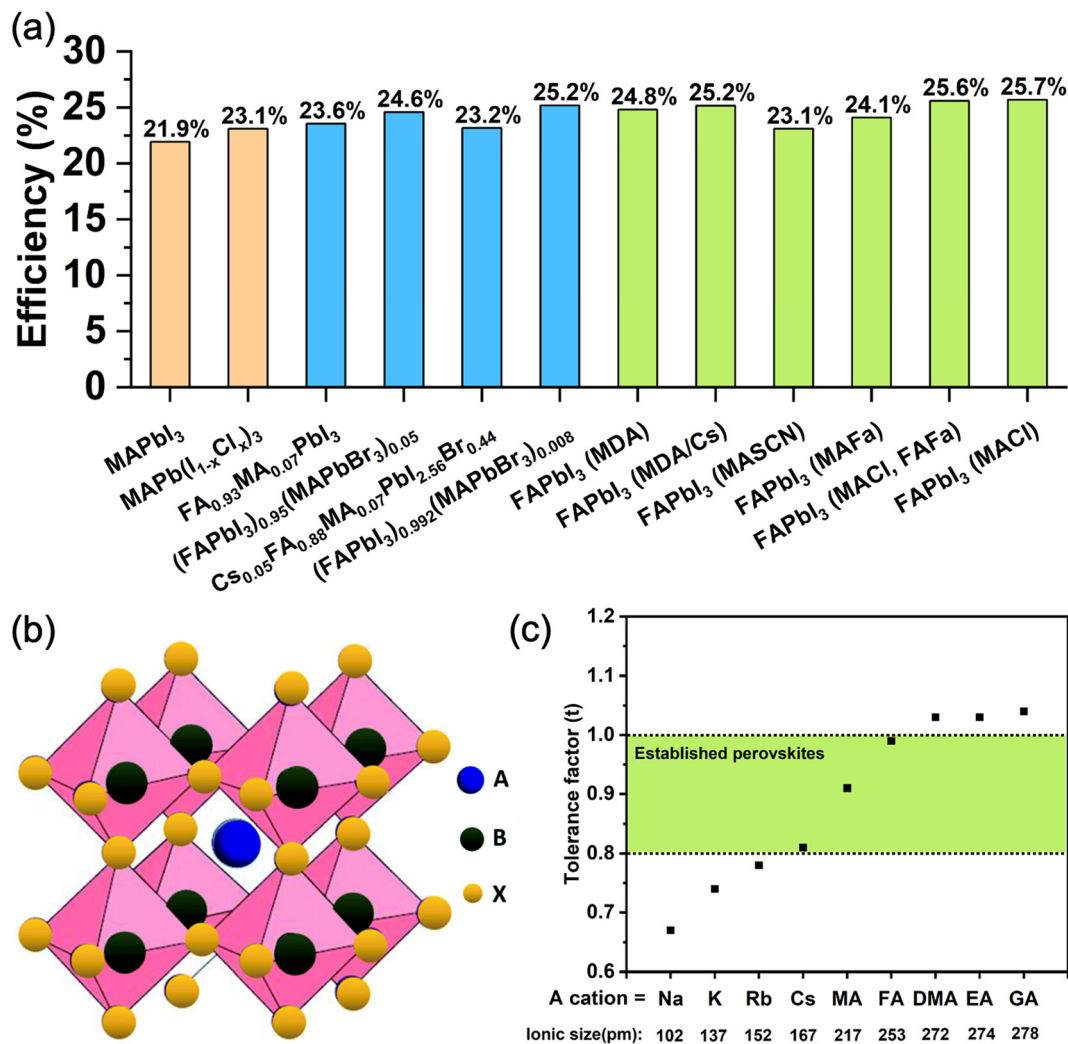 (a)
Efficiency (%)
30
25
20
15
10
5
0
21.9%
23.1%
23.6%
24.6%
23.2%
25.2%
24.8%
25.2%
23.1%
24.1%
25.6%
25.7%
MAPbI3
MAPb(I1-xClx)3
FA0.93MA0.07PbI3
(FAPbI3)0.95(MAPbBr3)0.05
Cs0.05FA0.88MA0.07PbI2.56Br0.44
(FAPbI3)0.992(MAPbBr3)0.008
FAPbI3 (MDA)
FAPbI3 (MDA/Cs)
FAPbI3 (MASCN)
FAPbI3 (MAFa)
FAPbI3 (MACl, FAFa)
FAPbI3 (MACl)
(b)
A
B
X
(c)
Tolerance factor (t)
1.2
1.1
1.0
0.9
0.8
0.7
0.6
Established perovskites
A cation = Na K Rb Cs MA FA DMA EA GA
Ionic size(pm): 102 137 152 167 217 253 272 274 278